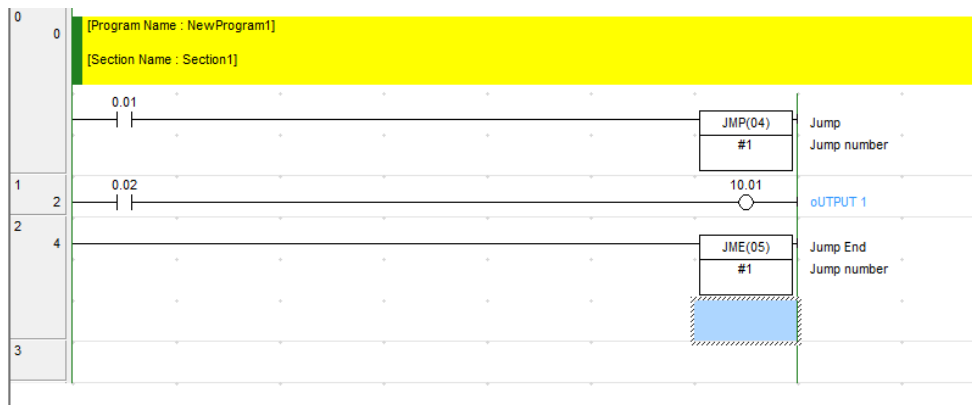 0
0
[Program Name : NewProgram1]
[Section Name : Section1]
0.01
JMP(04)
Jump
#1
Jump number
1
2
0.02
10.01
oUTPUT 1
2
4
JME(05)
Jump End
#1
Jump number
3